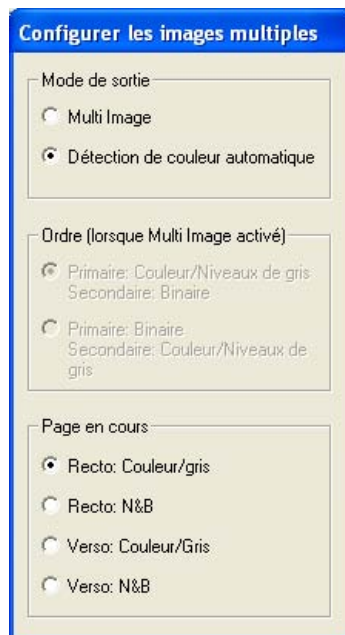 Configurer les images multiples
Mode de sortie
Multi Image
Détection de couleur automatique
Ordre (lorsque Multi Image activé)
Primaire: Couleur/Niveaux de gris
Secondaire: Binaire
Primaire: Binaire
Secondaire: Couleur/Niveaux de
gris
Page en cours
Recto: Couleur/gris
Recto: N&B
Verso: Couleur/Gris
Verso: N&B